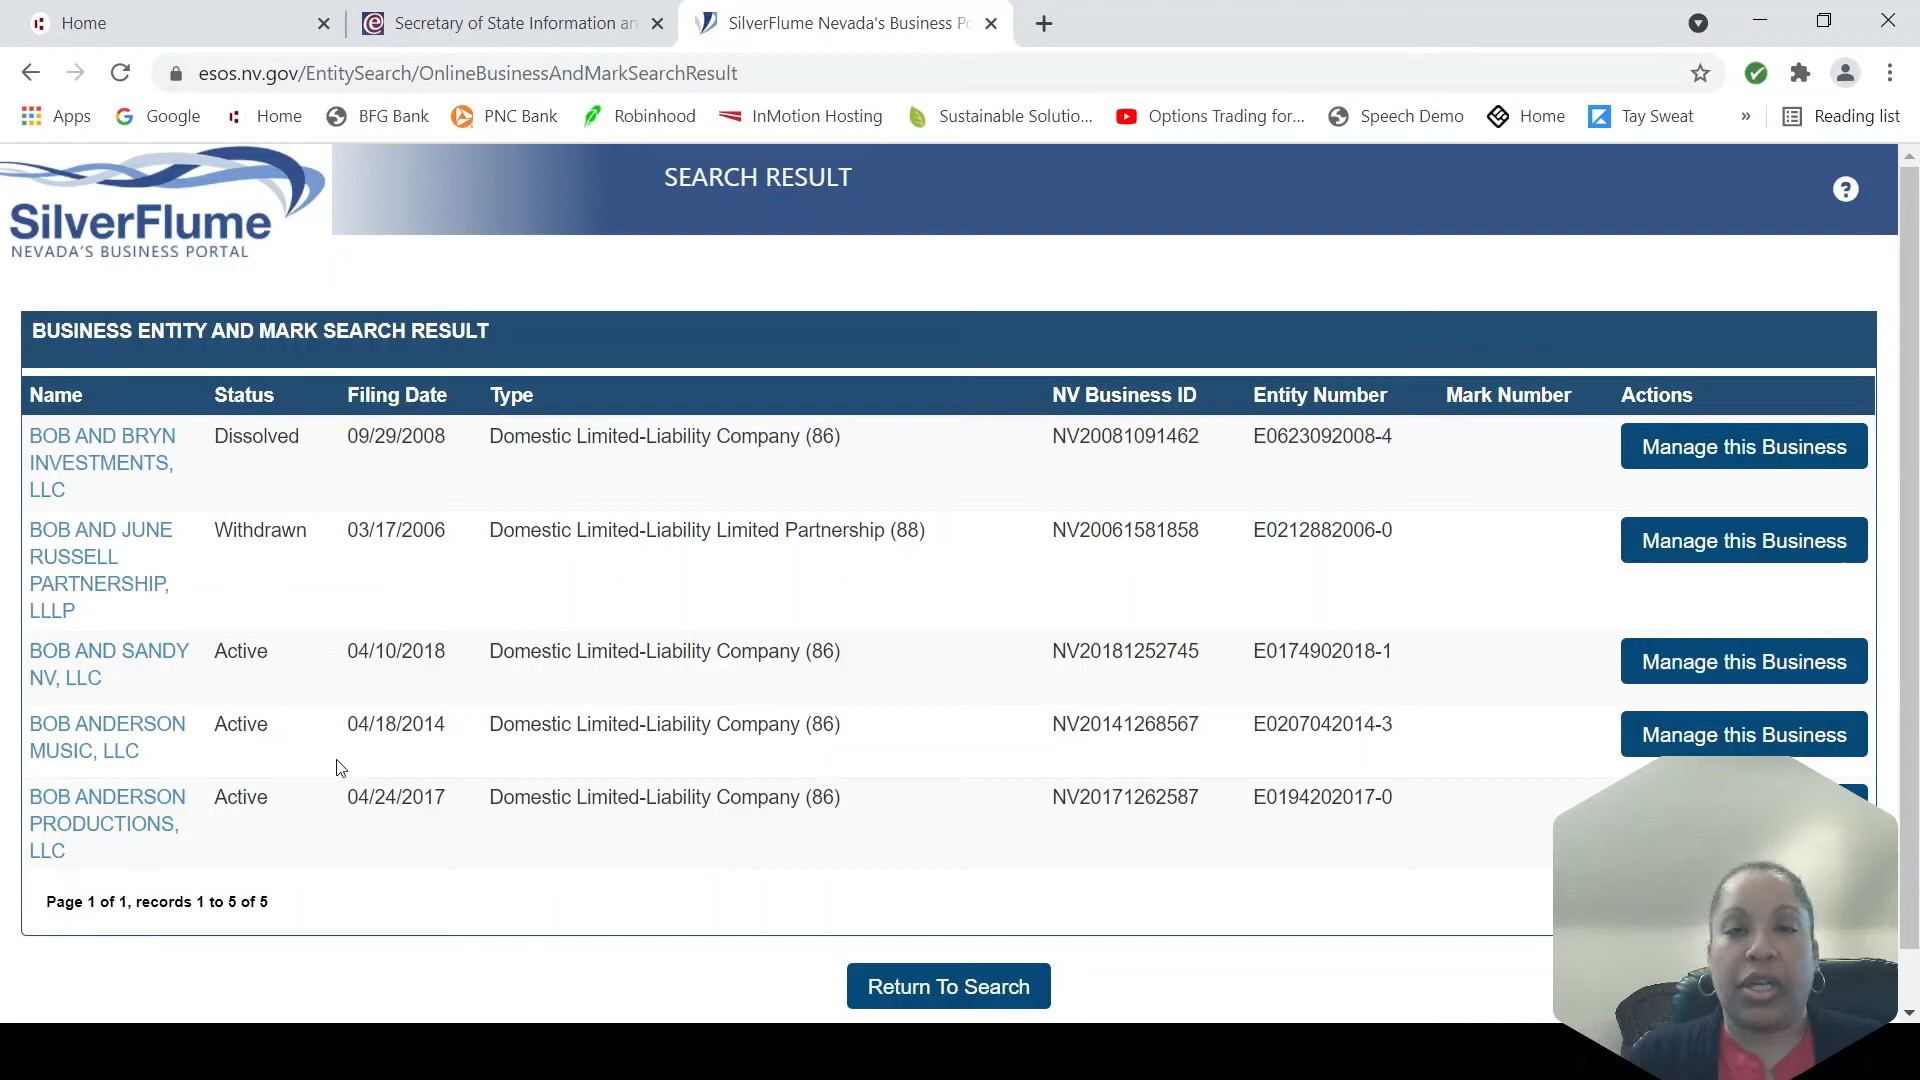 Home
Secretary of State Information an
SilverFlume Nevada's Business Po
esos.nv.gov/EntitySearch/OnlineBusinessAndMarkSearchResult
Apps Google Home BFG Bank PNC Bank Robinhood InMotion Hosting Sustainable Solutio... Options Trading for... Speech Demo Home Tay Sweat » Reading list
SEARCH RESULT
?
SilverFlume
NEVADA'S BUSINESS PORTAL
BUSINESS ENTITY AND MARK SEARCH RESULT
Name Status Filing Date Type NV Business ID Entity Number Mark Number Actions
BOB AND BRYN Dissolved 09/29/2008 Domestic Limited-Liability Company (86) NV20081091462 E0623092008-4 Manage this Business
INVESTMENTS,
LLC
BOB AND JUNE Withdrawn 03/17/2006 Domestic Limited-Liability Limited Partnership (88) NV20061581858 E0212882006-0 Manage this Business
RUSSELL
PARTNERSHIP,
LLLP
BOB AND SANDY Active 04/10/2018 Domestic Limited-Liability Company (86) NV20181252745 E0174902018-1 Manage this Business
NV, LLC
BOB ANDERSON Active 04/18/2014 Domestic Limited-Liability Company (86) NV20141268567 E0207042014-3 Manage this Business
MUSIC, LLC
BOB ANDERSON Active 04/24/2017 Domestic Limited-Liability Company (86) NV20171262587 E0194202017-0
PRODUCTIONS,
LLC
Page 1 of 1, records 1 to 5 of 5
Return To Search